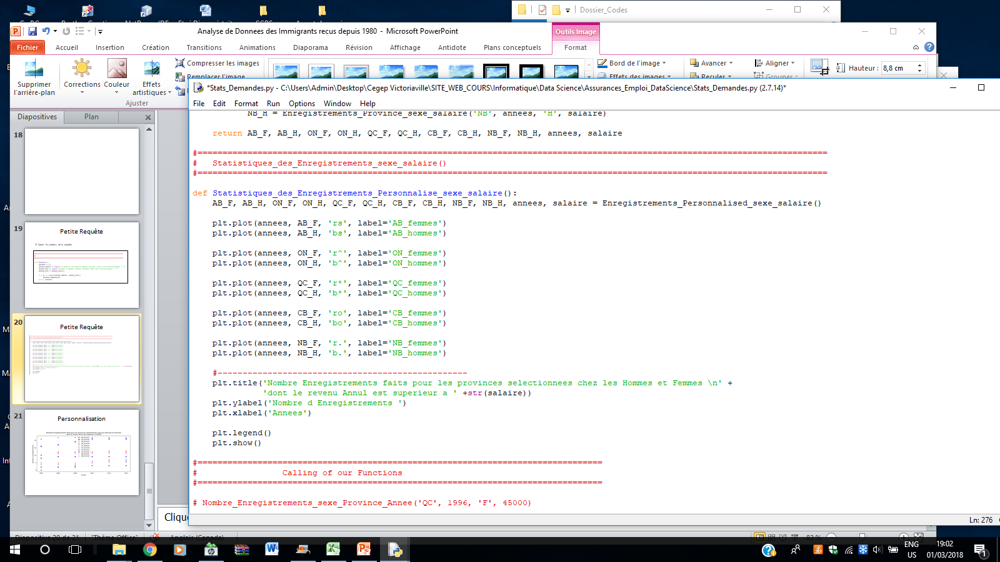 Dossier_Codes
Analyse de Donnees des Immigrants recus depuis 1980 - Microsoft PowerPoint
Outils Image
Fichier Accueil Insertion Création Transitions Animations Diaporama Révision Affichage Antidote Plans conceptuels Format
Supprimer l'arrière-plan
Corrections Couleur
Effets artistiques
Compresser les images
Remplacer l'image
Ajuster
Bord de l'image
Effets des images
Avancer
Reculer
Aligner
Grouper
Hauteur : 8,8 cm
*Stats_Demandes.py - C:\Users\Admin\Desktop\Cegep Victoriaville\SITE_WEB_COURS\Informatique\Data Science\Assurances_Emploi_DataScience\Stats_Demandes.py (2.7.14)*
File Edit Format Run Options Window Help
Diapositives Plan
18
19
Petite Requête
20
Petite Requête
21
Personnalisation
NB_H = Enregistrements_Province_sexe_salaire('NB', annees, 'H', salaire)
return AB_F, AB_H, ON_F, ON_H, QC_F, QC_H, CB_F, CB_H, NB_F, NB_H, annees, salaire
#==============================================================================================================================
# Statistiques_des_Enregistrements_sexe_salaire()
#==============================================================================================================================
def Statistiques_des_Enregistrements_Personnalise_sexe_salaire():
AB_F, AB_H, ON_F, ON_H, QC_F, QC_H, CB_F, CB_H, NB_F, NB_H, annees, salaire = Enregistrements_Personnalised_sexe_salaire()
plt.plot(annees, AB_F, 'rs', label='AB_femmes')
plt.plot(annees, AB_H, 'bs', label='AB_hommes')
plt.plot(annees, ON_F, 'r^', label='ON_femmes')
plt.plot(annees, ON_H, 'b^', label='ON_hommes')
plt.plot(annees, QC_F, 'r*', label='QC_femmes')
plt.plot(annees, QC_H, 'b*', label='QC_hommes')
plt.plot(annees, CB_F, 'ro', label='CB_femmes')
plt.plot(annees, CB_H, 'bo', label='CB_hommes')
plt.plot(annees, NB_F, 'r.', label='NB_femmes')
plt.plot(annees, NB_H, 'b.', label='NB_hommes')
#--------------------------------------------------
plt.title('Nombre Enregistrements faits pour les provinces selectionnees chez les Hommes et Femmes \n' +
'dont le revenu Annul est superieur a ' +str(salaire))
plt.ylabel('Nombre d Enregistrements ')
plt.xlabel('Annees')
plt.legend()
plt.show()
#=================================================================================
# Calling of our Functions
#=================================================================================
# Nombre_Enregistrements_sexe_Province_Annee('QC', 1996, 'F', 45000)
Clique
Ln: 276
Diapositive 20 de 21 "Thème Office" Anglais (Canada) 93 %
ENG US
19:02
01/03/2018
1